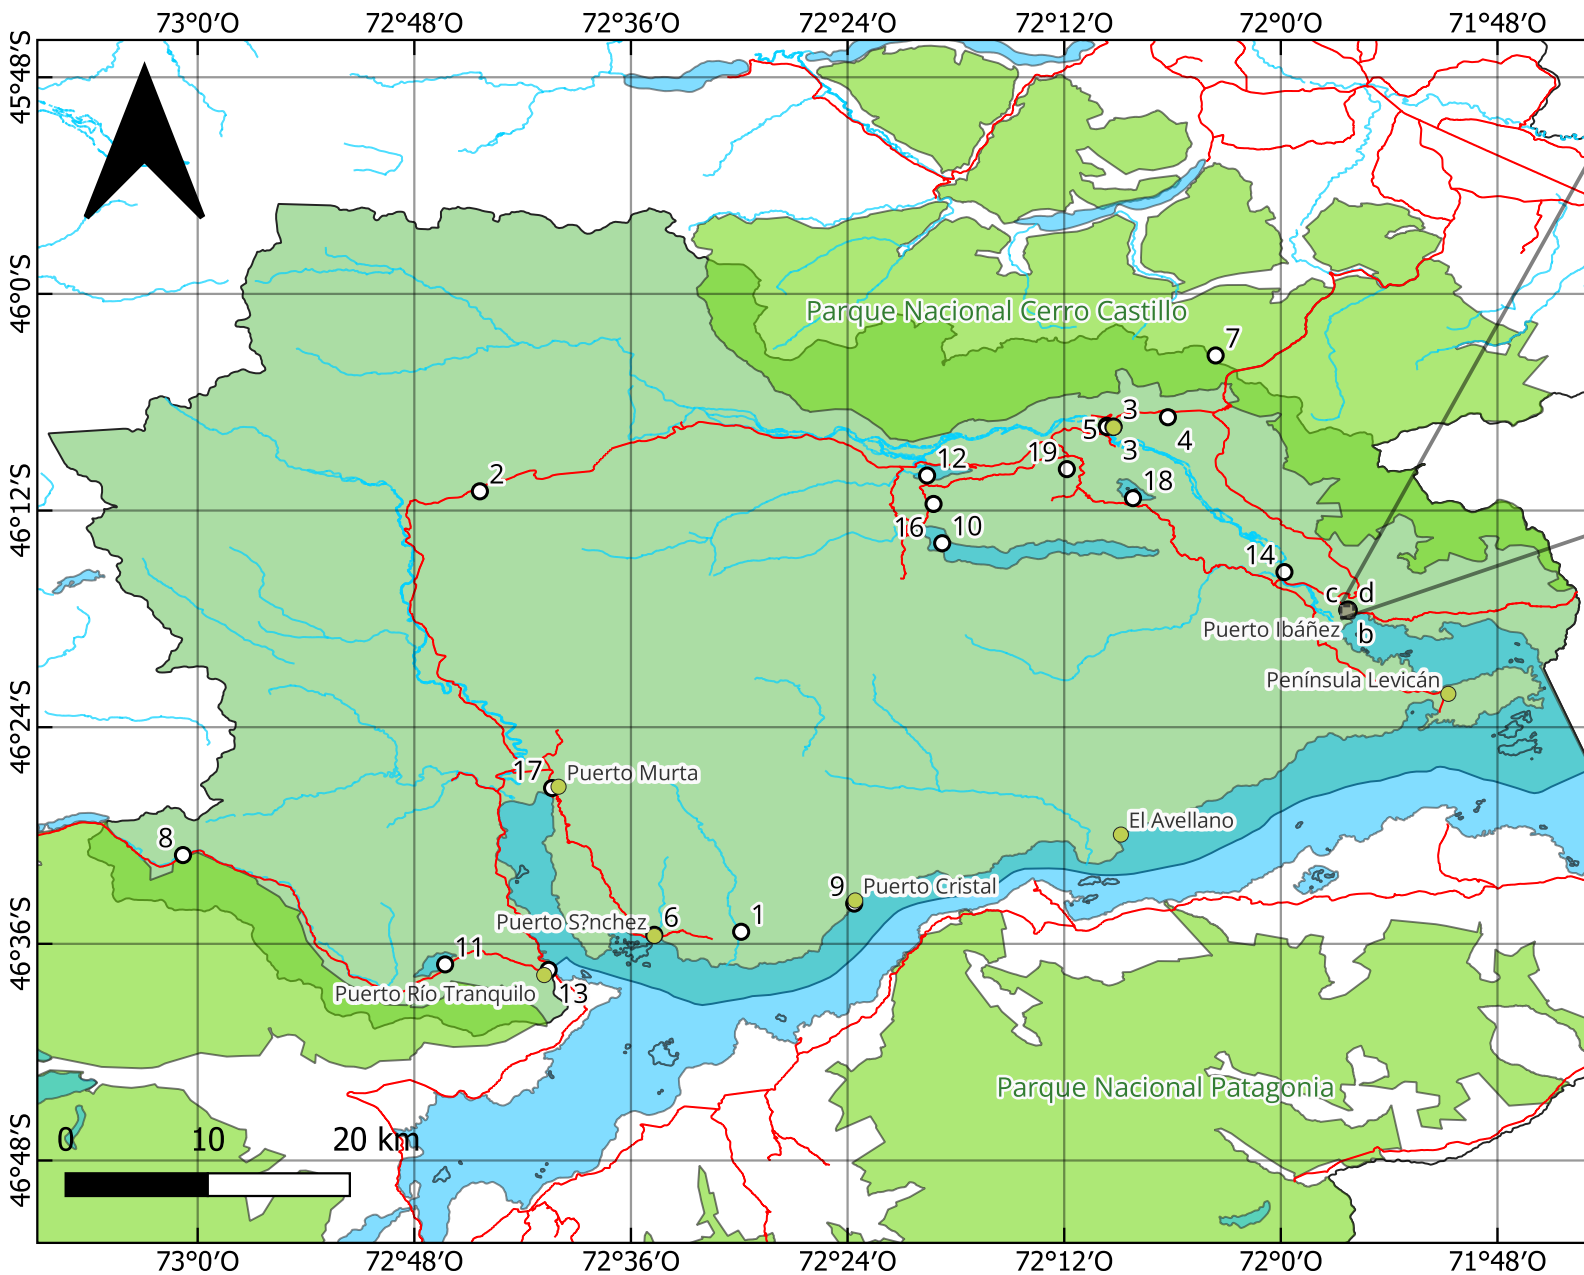 73°0′O 72°48′O 72°36′O 72°24′O 72°12′O 72°0′O 71°48′O
45°48′S
46°0′S
Parque Nacional Cerro Castillo
7
3
5
3
4
19
12
2
18
46°12′S
16
10
14
c
d
Puerto Ibáñez
b
Península Levicán
46°24′S
17
Puerto Murta
El Avellano
8
9
Puerto Cristal
Puerto S?nchez
6
1
46°36′S
11
Puerto Río Tranquilo
13
Parque Nacional Patagonia
0 10 20 km
46°48′S
73°0′O 72°48′O 72°36′O 72°24′O 72°12′O 72°0′O 71°48′O